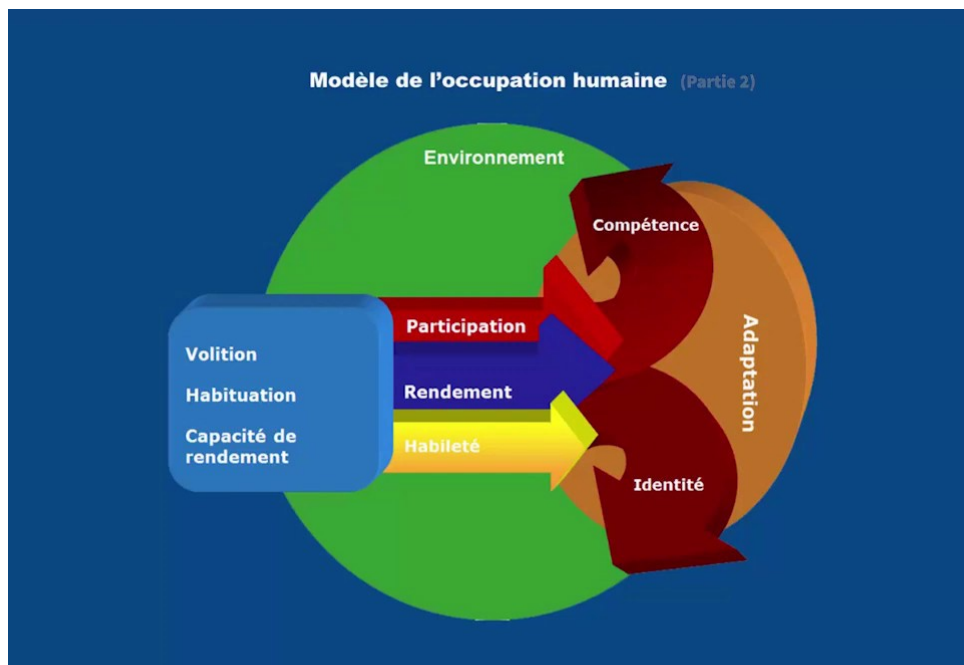 Modèle de l'occupation humaine (Partie 2)
Environnement
Compétence
Participation
Volition
Adaptation
Habituation
Rendement
Capacité de
rendement
Habileté
Identité